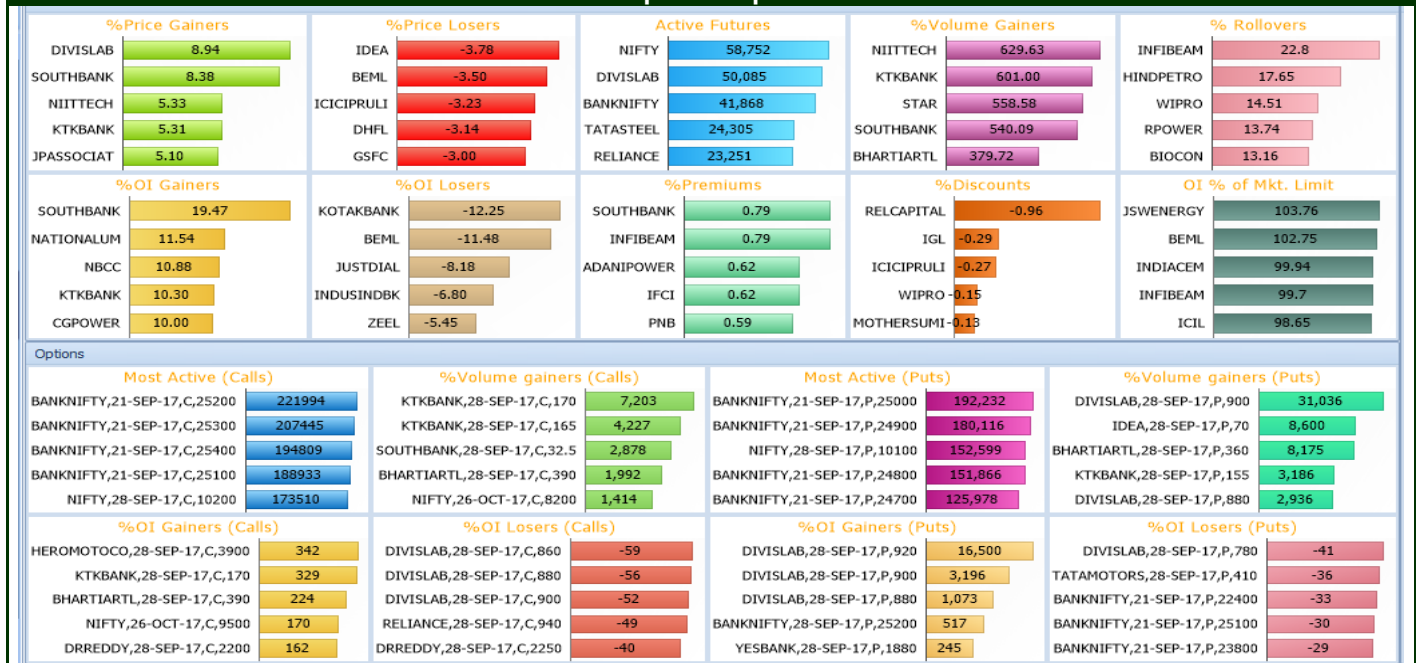 %Price Gainers
DIVISLAB 8.94
SOUTHBANK 8.38
NIITTECH 5.33
KTKBANK 5.31
JPASSOCIAT 5.10
%Price Losers
IDEA -3.78
BEML -3.50
ICICIPRULI -3.23
DHFL -3.14
GSFC -3.00
Active Futures
NIFTY 58,752
DIVISLAB 50,085
BANKNIFTY 41,868
TATASTEEL 24,305
RELIANCE 23,251
%Volume Gainers
NIITTECH 629.63
KTKBANK 601.00
STAR 558.58
SOUTHBANK 540.09
BHARTIARTL 379.72
% Rollovers
INFIBEAM 22.8
HINDPETRO 17.65
WIPRO 14.51
RPOWER 13.74
BIOCON 13.16
%OI Gainers
SOUTHBANK 19.47
NATIONALUM 11.54
NBCC 10.88
KTKBANK 10.30
CGPOWER 10.00
%OI Losers
KOTAKBANK -12.25
BEML -11.48
JUSTDIAL -8.18
INDUSINDBK -6.80
ZEEL -5.45
%Premiums
SOUTHBANK 0.79
INFIBEAM 0.79
ADANIPOWER 0.62
IFCI 0.62
PNB 0.59
%Discounts
RELCAPITAL -0.96
IGL -0.29
ICICIPRULI -0.27
WIPRO -0.15
MOTHERSUMI -0.13
OI % of Mkt. Limit
JSWENERGY 103.76
BEML 102.75
INDIACEM 99.94
INFIBEAM 99.7
ICIL 98.65
Options
Most Active (Calls)
BANKNIFTY,21-SEP-17,C,25200 221994
BANKNIFTY,21-SEP-17,C,25300 207445
BANKNIFTY,21-SEP-17,C,25400 194809
BANKNIFTY,21-SEP-17,C,25100 188933
NIFTY,28-SEP-17,C,10200 173510
%Volume gainers (Calls)
KTKBANK,28-SEP-17,C,170 7,203
KTKBANK,28-SEP-17,C,165 4,227
SOUTHBANK,28-SEP-17,C,32.5 2,878
BHARTIARTL,28-SEP-17,C,390 1,992
NIFTY,26-OCT-17,C,8200 1,414
Most Active (Puts)
BANKNIFTY,21-SEP-17,P,25000 192,232
BANKNIFTY,21-SEP-17,P,24900 180,116
NIFTY,28-SEP-17,P,10100 152,599
BANKNIFTY,21-SEP-17,P,24800 151,866
BANKNIFTY,21-SEP-17,P,24700 125,978
%Volume gainers (Puts)
DIVISLAB,28-SEP-17,P,900 31,036
IDEA,28-SEP-17,P,70 8,600
BHARTIARTL,28-SEP-17,P,360 8,175
KTKBANK,28-SEP-17,P,155 3,186
DIVISLAB,28-SEP-17,P,880 2,936
%OI Gainers (Calls)
HEROMOTOCO,28-SEP-17,C,3900 342
KTKBANK,28-SEP-17,C,170 329
BHARTIARTL,28-SEP-17,C,390 224
NIFTY,26-OCT-17,C,9500 170
DRREDDY,28-SEP-17,C,2200 162
%OI Losers (Calls)
DIVISLAB,28-SEP-17,C,860 -59
DIVISLAB,28-SEP-17,C,880 -56
DIVISLAB,28-SEP-17,C,900 -52
RELIANCE,28-SEP-17,C,940 -49
DRREDDY,28-SEP-17,C,2250 -40
%OI Gainers (Puts)
DIVISLAB,28-SEP-17,P,920 16,500
DIVISLAB,28-SEP-17,P,900 3,196
DIVISLAB,28-SEP-17,P,880 1,073
BANKNIFTY,28-SEP-17,P,25200 517
YESBANK,28-SEP-17,P,1880 245
%OI Losers (Puts)
DIVISLAB,28-SEP-17,P,780 -41
TATAMOTORS,28-SEP-17,P,410 -36
BANKNIFTY,21-SEP-17,P,22400 -33
BANKNIFTY,21-SEP-17,P,25100 -30
BANKNIFTY,21-SEP-17,P,23800 -29